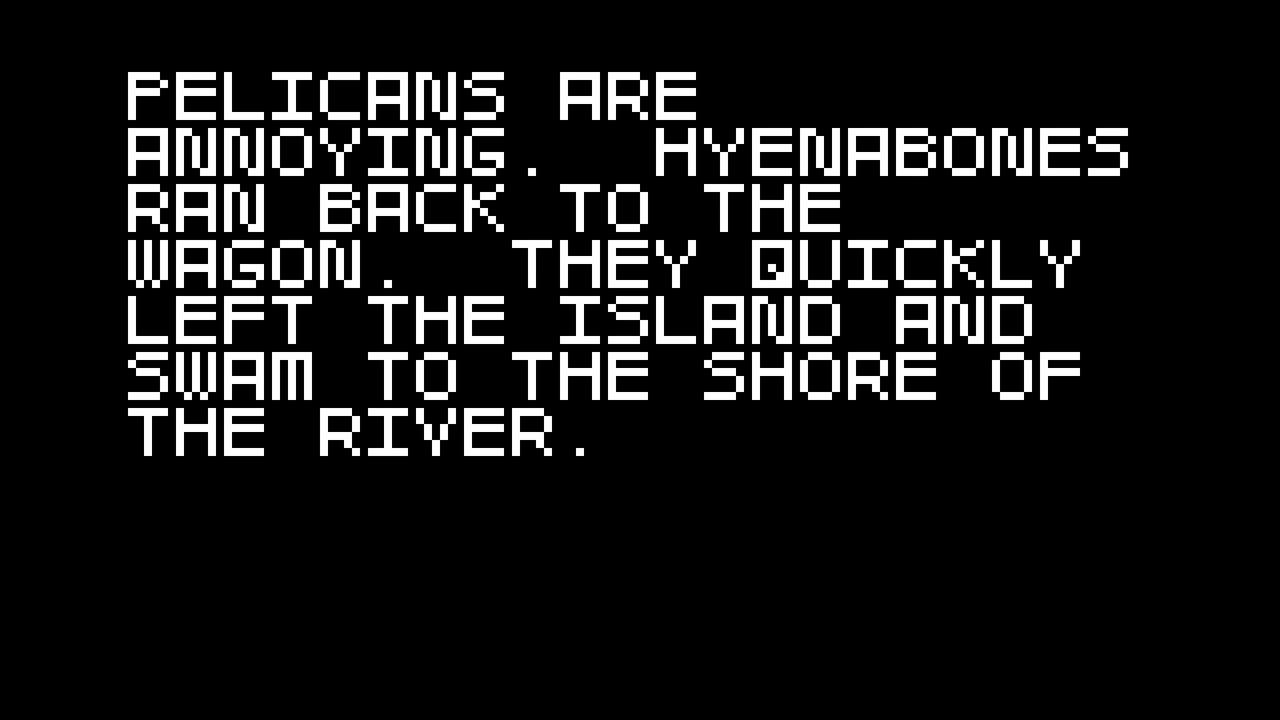 PELICANS ARE
ANNOYING.  HYENABONES
RAN BACK TO THE
WAGON.  THEY QUICKLY
LEFT THE ISLAND AND
SWAM TO THE SHORE OF
THE RIVER.